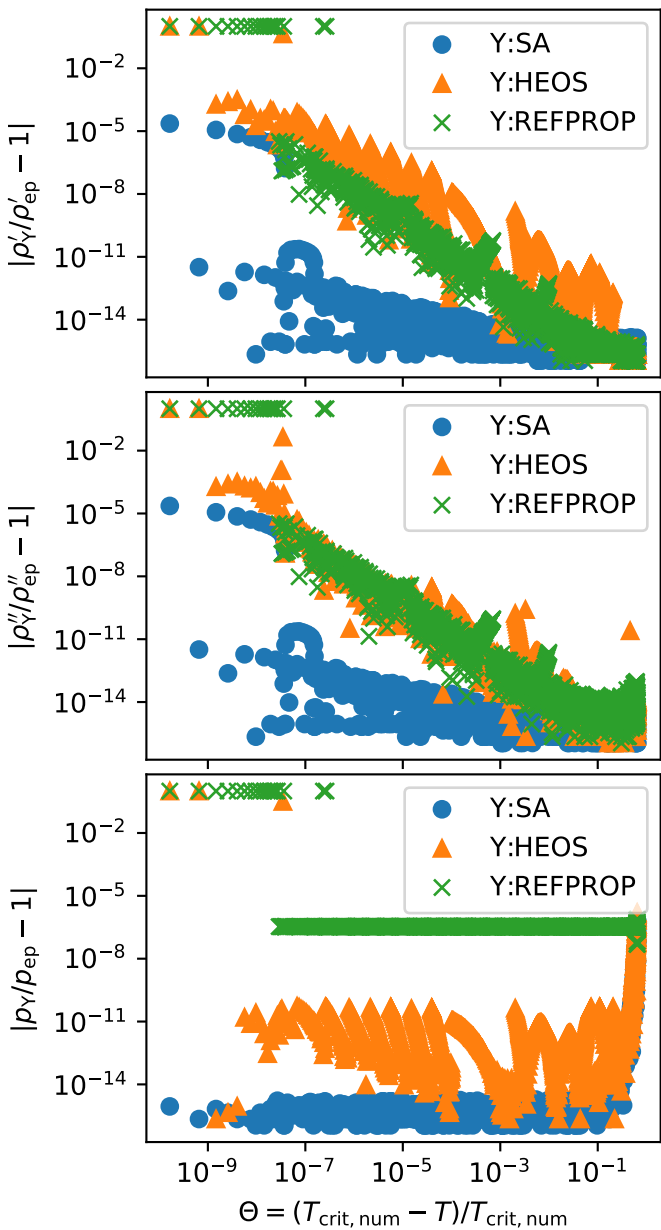 |ρ′_Y/ρ′_ep − 1|
10⁻²
10⁻⁵
10⁻⁸
10⁻¹¹
10⁻¹⁴
Y:SA
Y:HEOS
Y:REFPROP
|ρ″_Y/ρ″_ep − 1|
10⁻²
10⁻⁵
10⁻⁸
10⁻¹¹
10⁻¹⁴
Y:SA
Y:HEOS
Y:REFPROP
|p_Y/p_ep − 1|
10⁻²
10⁻⁵
10⁻⁸
10⁻¹¹
10⁻¹⁴
Y:SA
Y:HEOS
Y:REFPROP
10⁻⁹ 10⁻⁷ 10⁻⁵ 10⁻³ 10⁻¹
Θ = (T_crit, num − T)/T_crit, num